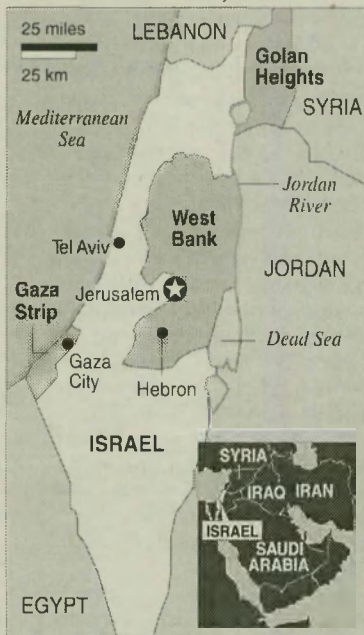 25 miles
25 km
LEBANON
Golan
Heights
SYRIA
Mediterranean
Sea
Jordan
River
West
Bank
Tel Aviv
JORDAN
Jerusalem
Gaza
Strip
Dead Sea
Gaza
City
Hebron
ISRAEL
EGYPT
SYRIA
IRAQ IRAN
ISRAEL
SAUDI
ARABIA